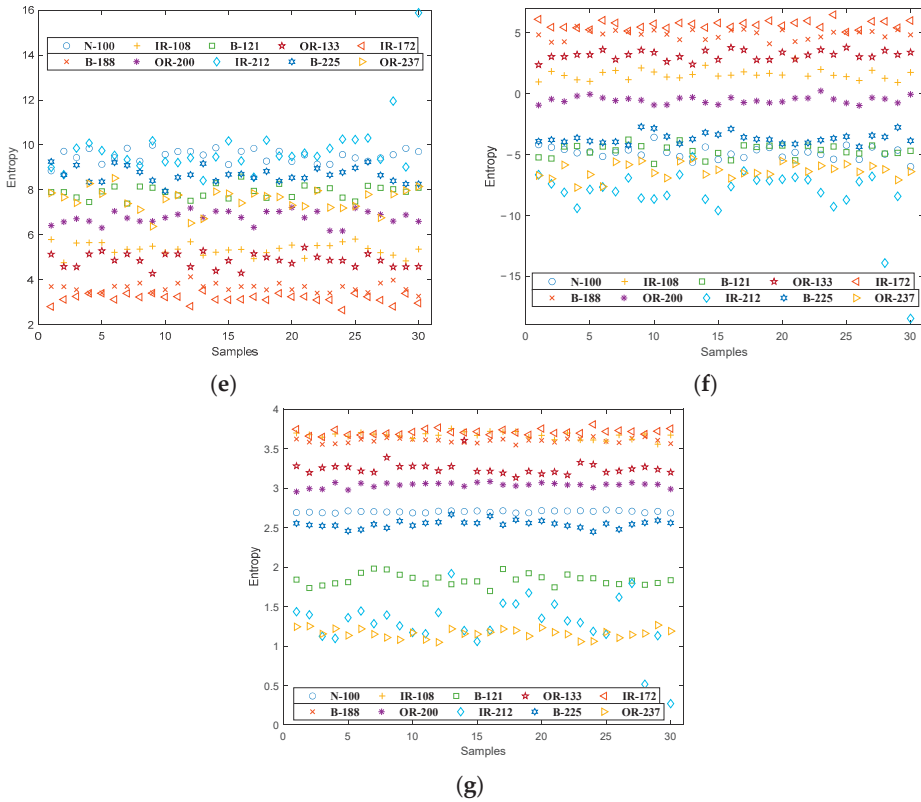 16
14
12
10
8
6
4
2
Entropy
N-100 IR-108 B-121 OR-133 IR-172
B-188 OR-200 IR-212 B-225 OR-237
0 5 10 15 20 25 30
Samples
(e)
5
0
-5
-10
-15
Entropy
N-100 IR-108 B-121 OR-133 IR-172
B-188 OR-200 IR-212 B-225 OR-237
0 5 10 15 20 25 30
Samples
(f)
4
3.5
3
2.5
2
1.5
1
0.5
0
Entropy
N-100 IR-108 B-121 OR-133 IR-172
B-188 OR-200 IR-212 B-225 OR-237
0 5 10 15 20 25 30
Samples
(g)